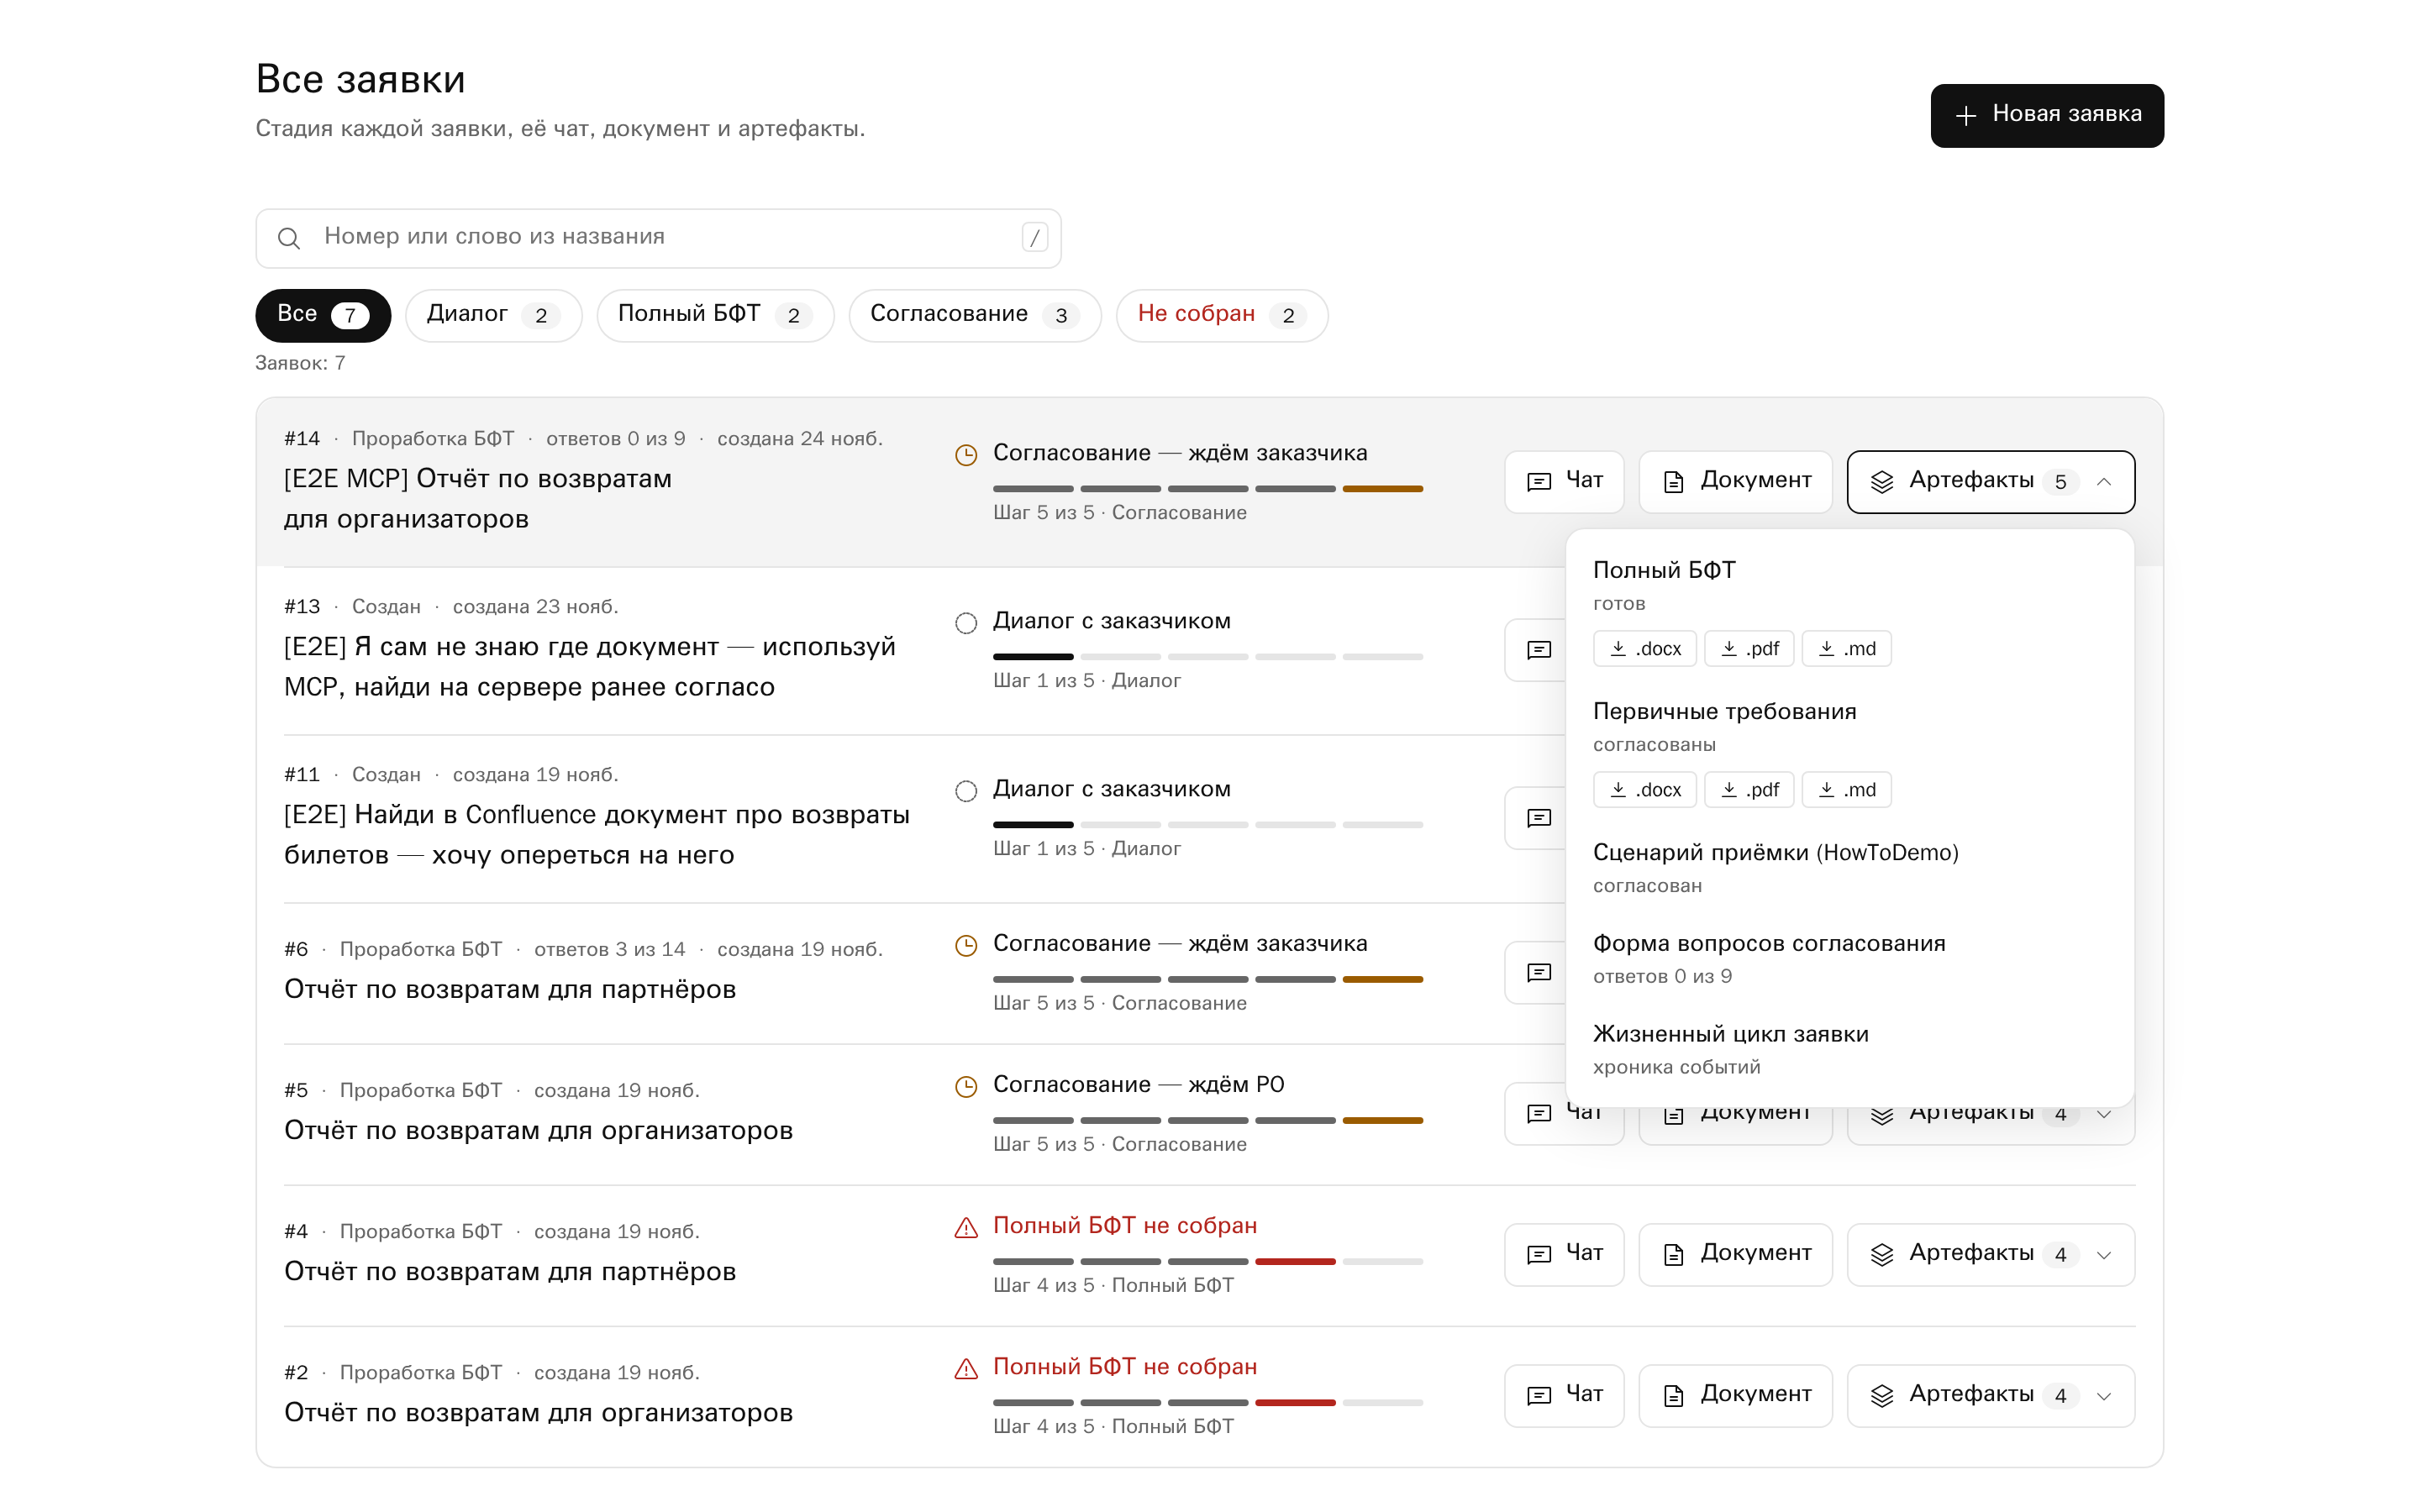 Все заявки
Стадия каждой заявки, её чат, документ и артефакты.
Новая заявка
Номер или слово из названия /
Все 7 Диалог 2 Полный БФТ 2 Согласование 3 Не собран 2
Заявок: 7
#14 · Проработка БФТ · ответов 0 из 9 · создана 24 нояб.
[E2E MCP] Отчёт по возвратам
для организаторов
Согласование — ждём заказчика
Шаг 5 из 5 · Согласование
Чат Документ Артефакты 5
Полный БФТ
готов
.docx .pdf .md
Первичные требования
согласованы
.docx .pdf .md
Сценарий приёмки (HowToDemo)
согласован
Форма вопросов согласования
ответов 0 из 9
Жизненный цикл заявки
хроника событий
#13 · Создан · создана 23 нояб.
[E2E] Я сам не знаю где документ — используй
MCP, найди на сервере ранее согласо
Диалог с заказчиком
Шаг 1 из 5 · Диалог
#11 · Создан · создана 19 нояб.
[E2E] Найди в Confluence документ про возвраты
билетов — хочу опереться на него
Диалог с заказчиком
Шаг 1 из 5 · Диалог
#6 · Проработка БФТ · ответов 3 из 14 · создана 19 нояб.
Отчёт по возвратам для партнёров
Согласование — ждём заказчика
Шаг 5 из 5 · Согласование
#5 · Проработка БФТ · создана 19 нояб.
Отчёт по возвратам для организаторов
Согласование — ждём PO
Шаг 5 из 5 · Согласование
Чат Документ Артефакты 4
#4 · Проработка БФТ · создана 19 нояб.
Отчёт по возвратам для партнёров
Полный БФТ не собран
Шаг 4 из 5 · Полный БФТ
Чат Документ Артефакты 4
#2 · Проработка БФТ · создана 19 нояб.
Отчёт по возвратам для организаторов
Полный БФТ не собран
Шаг 4 из 5 · Полный БФТ
Чат Документ Артефакты 4